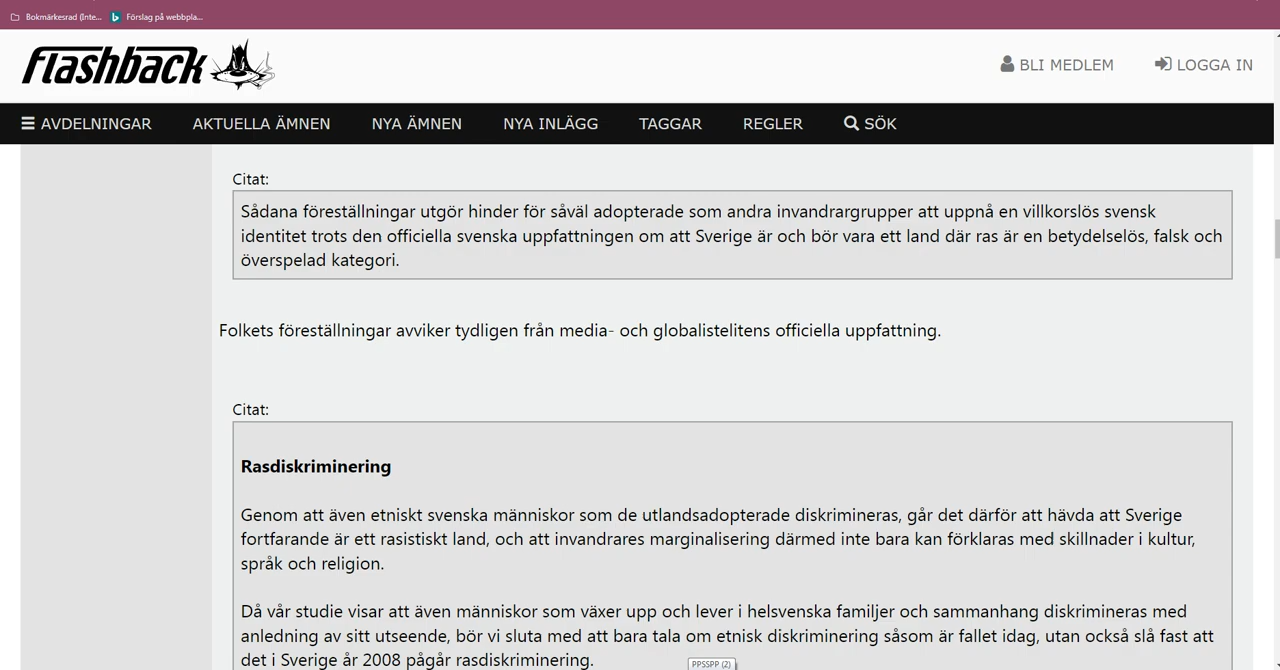 Bokmärkesrad (Inte...
Förslag på webbpla...
flashback
BLI MEDLEM
LOGGA IN
AVDELNINGAR
AKTUELLA ÄMNEN
NYA ÄMNEN
NYA INLÄGG
TAGGAR
REGLER
SÖK
Citat:
Sådana föreställningar utgör hinder för såväl adopterade som andra invandrargrupper att uppnå en villkorslös svensk
identitet trots den officiella svenska uppfattningen om att Sverige är och bör vara ett land där ras är en betydelselös, falsk och
överspelad kategori.
Folkets föreställningar avviker tydligen från media- och globalistelitens officiella uppfattning.
Citat:
Rasdiskriminering
Genom att även etniskt svenska människor som de utlandsadopterade diskrimineras, går det därför att hävda att Sverige
fortfarande är ett rasistiskt land, och att invandrares marginalisering därmed inte bara kan förklaras med skillnader i kultur,
språk och religion.
Då vår studie visar att även människor som växer upp och lever i helsvenska familjer och sammanhang diskrimineras med
anledning av sitt utseende, bör vi sluta med att bara tala om etnisk diskriminering såsom är fallet idag, utan också slå fast att
det i Sverige år 2008 pågår rasdiskriminering.
PPSSPP (2)